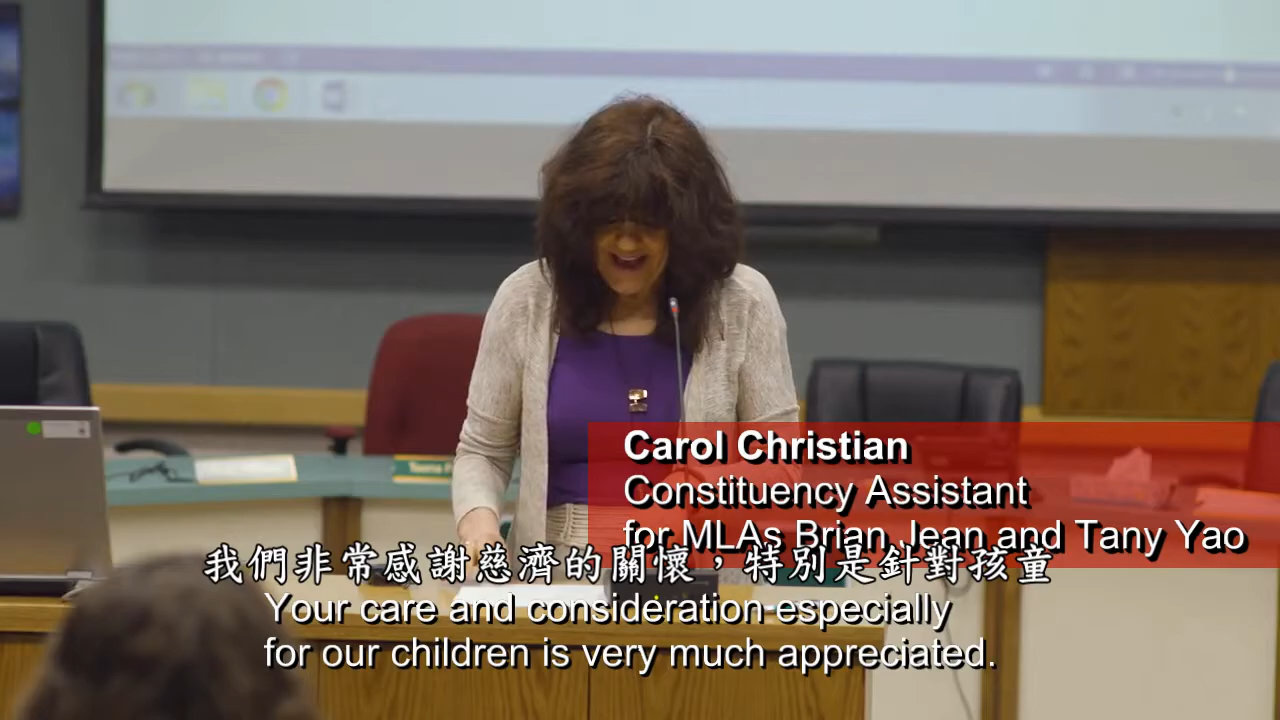 Carol Christian
Constituency Assistant
for MLAs Brian Jean and Tany Yao
我們非常感謝慈濟的關懷，特別是針對孩童
Your care and consideration especially
for our children is very much appreciated.